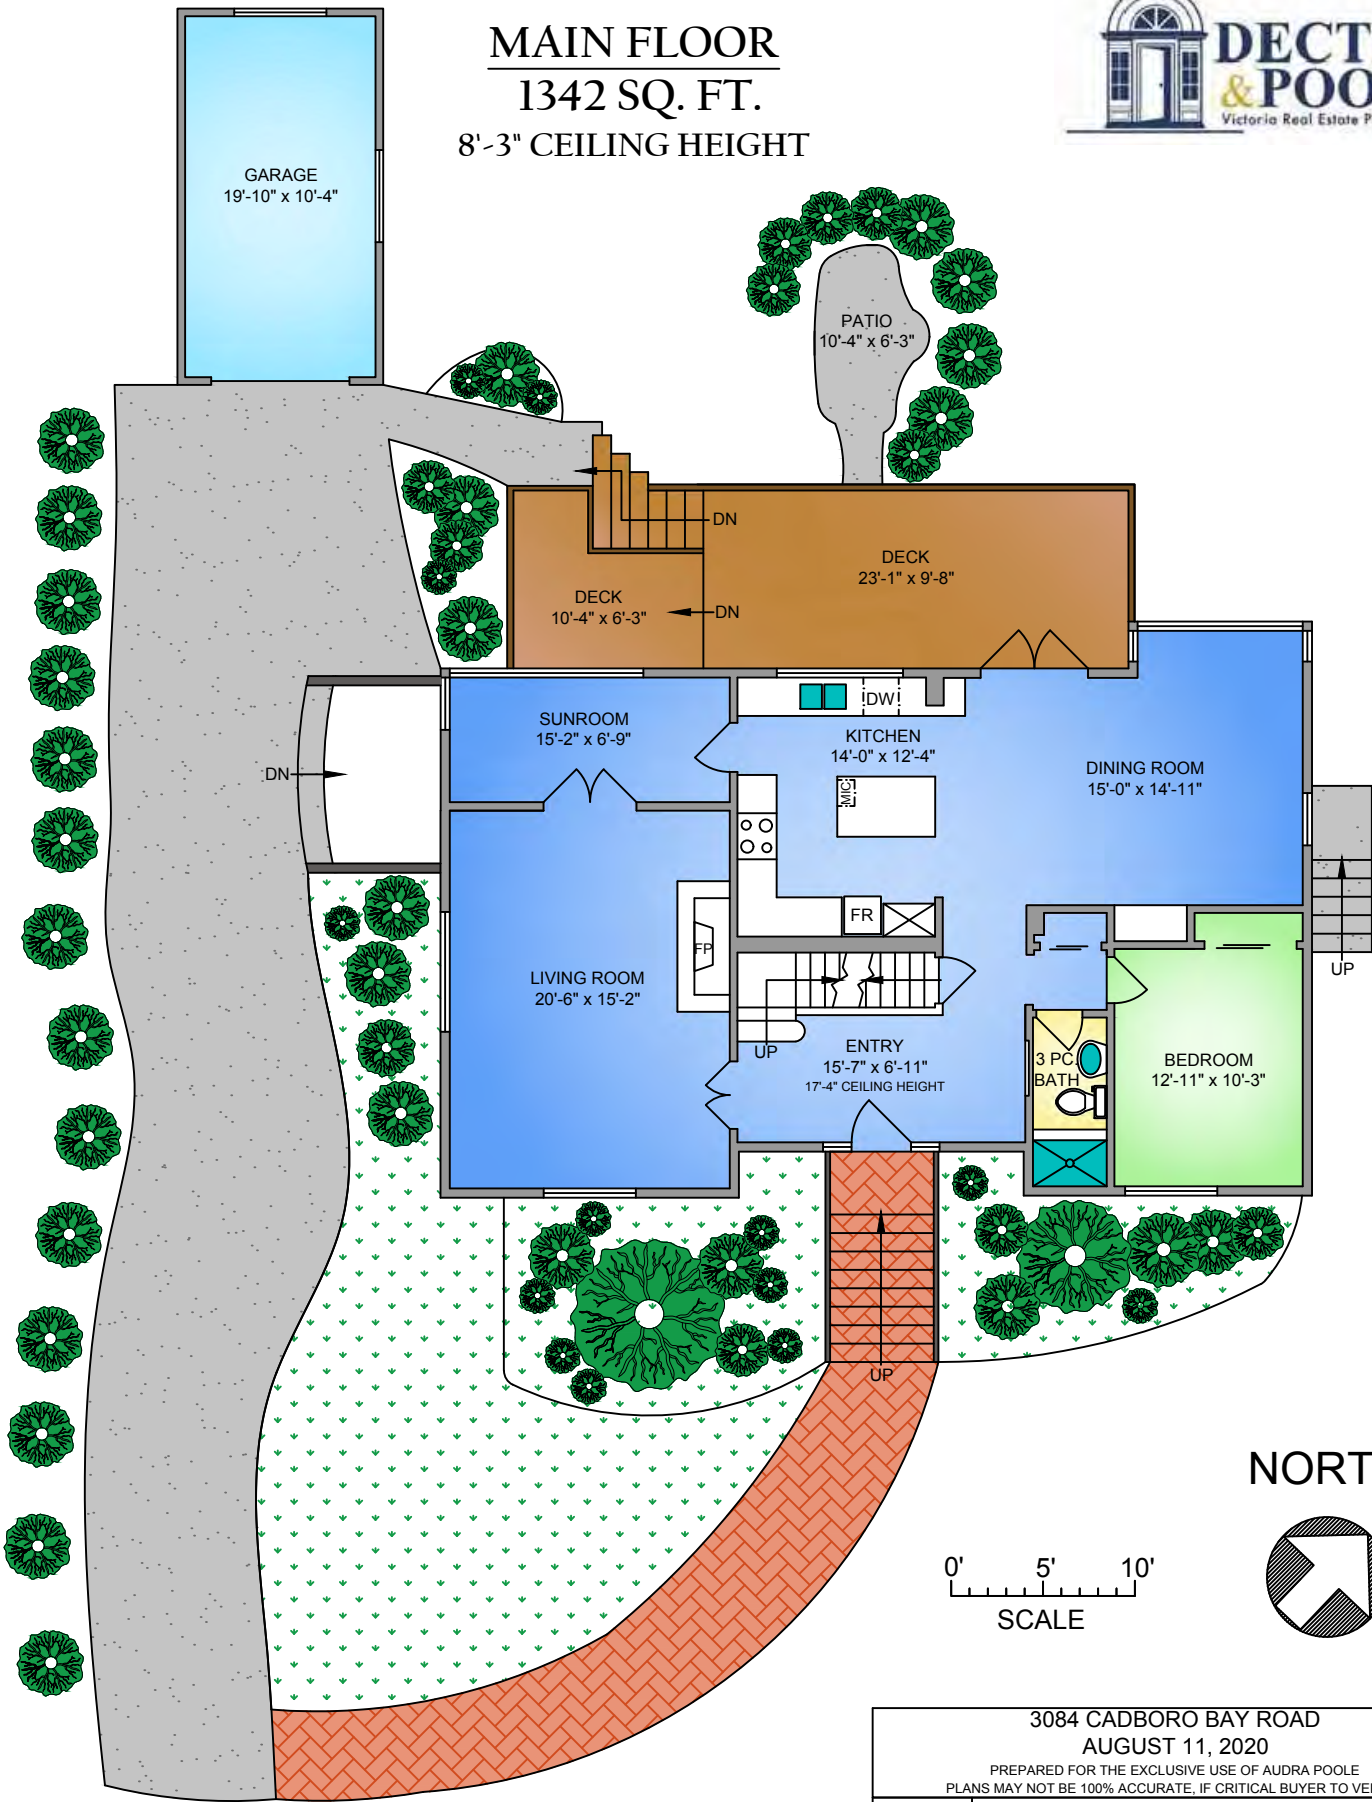 MAIN FLOOR
1342 SQ. FT.
8'-3" CEILING HEIGHT
DECT
&POO
Victoria Real Estate P
GARAGE
19'-10" x 10'-4"
PATIO
10'-4" x 6'-3"
DN
DECK
23'-1" x 9'-8"
DECK
10'-4" x 6'-3"
DN
SUNROOM
15'-2" x 6'-9"
DW
KITCHEN
14'-0" x 12'-4"
DN
MIC
DINING ROOM
15'-0" x 14'-11"
FR
FP
LIVING ROOM
20'-6" x 15'-2"
UP
UP
ENTRY
15'-7" x 6'-11"
17'-4" CEILING HEIGHT
3 PC.
BATH
BEDROOM
12'-11" x 10'-3"
UP
NORT
0' 5' 10'
SCALE
3084 CADBORO BAY ROAD
AUGUST 11, 2020
PREPARED FOR THE EXCLUSIVE USE OF AUDRA POOLE
PLANS MAY NOT BE 100% ACCURATE, IF CRITICAL BUYER TO VE